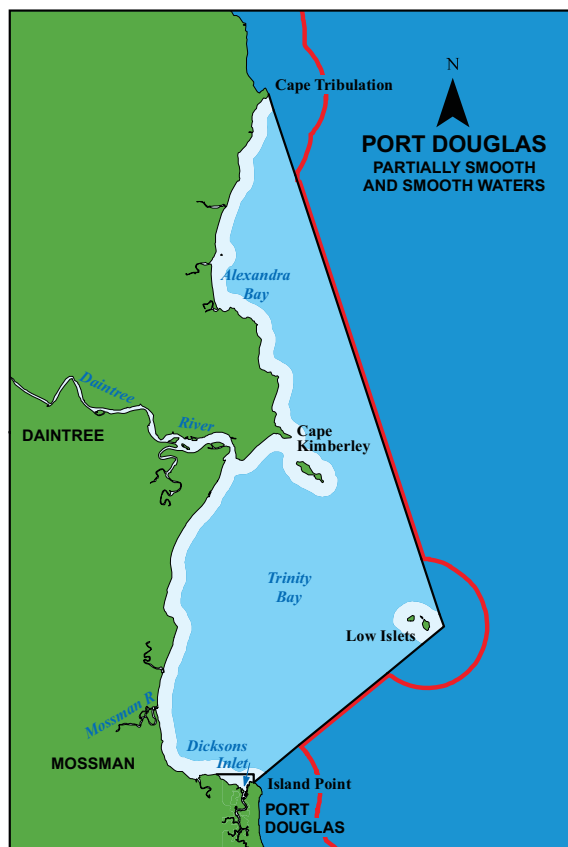 Cape Tribulation
N
PORT DOUGLAS
PARTIALLY SMOOTH
AND SMOOTH WATERS
Alexandra
Bay
Daintree
River
DAINTREE
Cape
Kimberley
Trinity
Bay
Low Islets
Mossman R
MOSSMAN
Dicksons
Inlet
Island Point
PORT
DOUGLAS